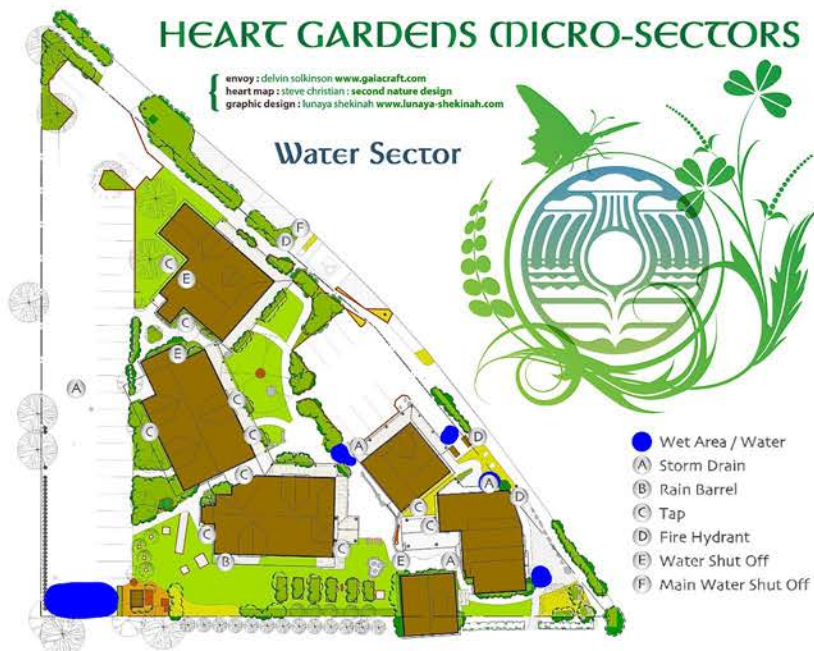 HEART GARDENS MICRO-SECTORS
envoy : delvin solkinson www.gaiacraft.com
heart map : steve christian : second nature design
graphic design : lunaya shekinah www.lunaya-shekinah.com
Water Sector
F
D
C
E
C
E
A
C
C
C
A
D
C
A
D
C
C
C
C
B
E
A
Wet Area / Water
A Storm Drain
B Rain Barrel
C Tap
D Fire Hydrant
E Water Shut Off
F Main Water Shut Off